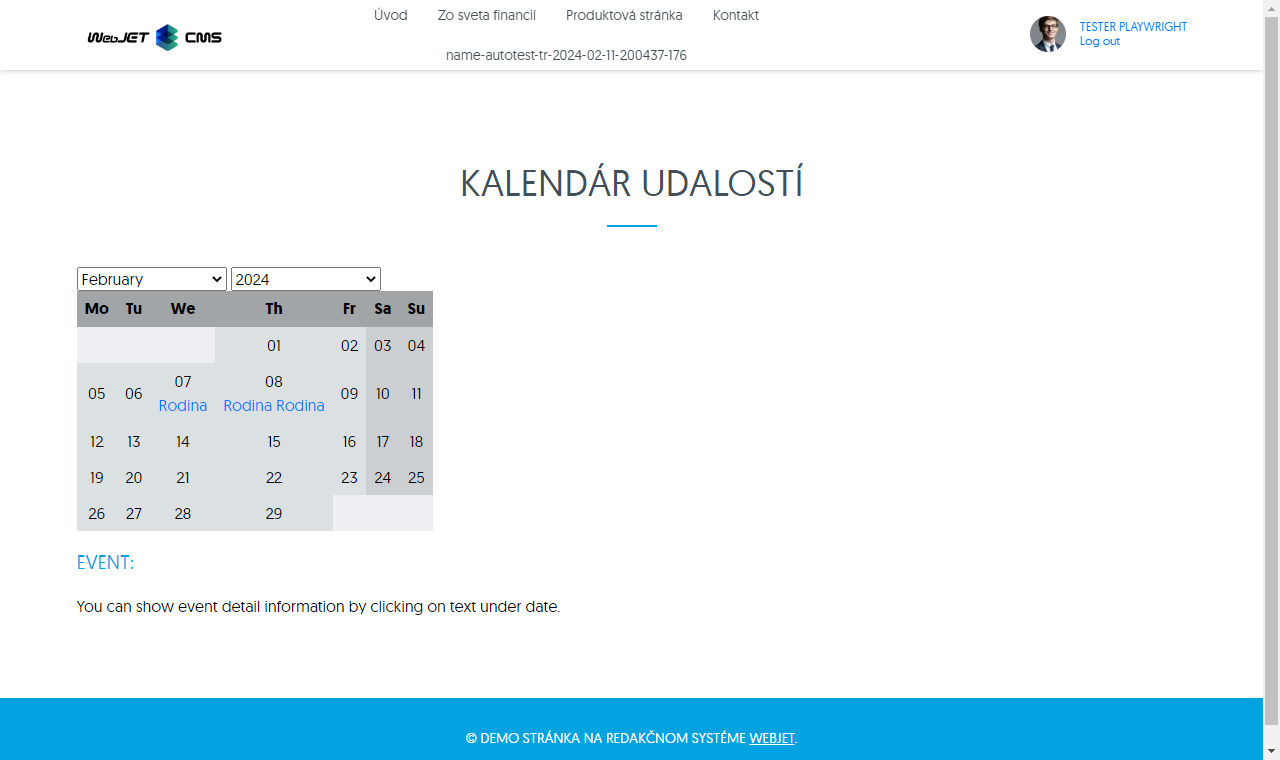 WebJET CMS
Úvod Zo sveta financií Produktová stránka Kontakt
name-autotest-tr-2024-02-11-200437-176
TESTER PLAYWRIGHT
Log out
KALENDÁR UDALOSTÍ
February 2024
Mo Tu We Th Fr Sa Su
01 02 03 04
05 06 07 08 09 10 11
Rodina Rodina Rodina
12 13 14 15 16 17 18
19 20 21 22 23 24 25
26 27 28 29
EVENT:
You can show event detail information by clicking on text under date.
© DEMO STRÁNKA NA REDAKČNOM SYSTÉME WEBJET.